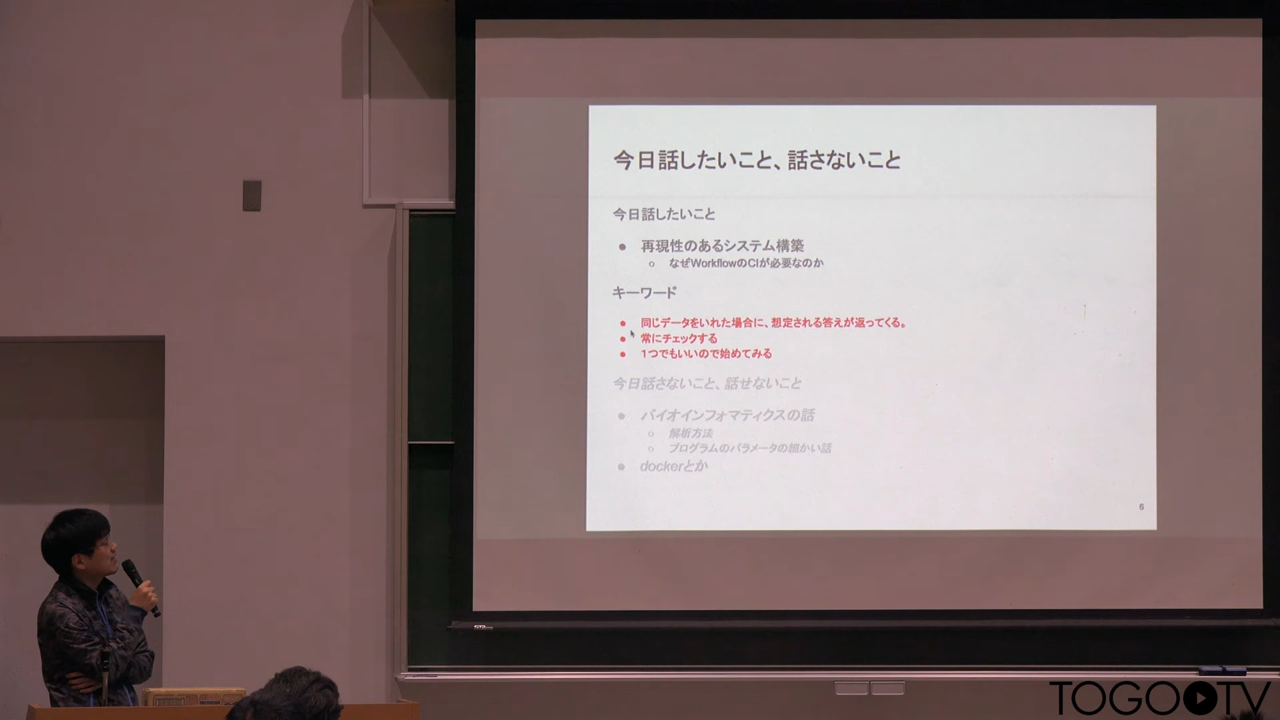 今日話したいこと、話さないこと
今日話したいこと
● 再現性のあるシステム構築
○ なぜWorkflowのCIが必要なのか
キーワード
● 同じデータをいれた場合に、想定される答えが返ってくる。
● 常にチェックする
● 1つでもいいので始めてみる
今日話さないこと、話せないこと
● バイオインフォマティクスの話
○ 解析方法
○ プログラムのパラメータの細かい話
● dockerとか
6
TOGOTV